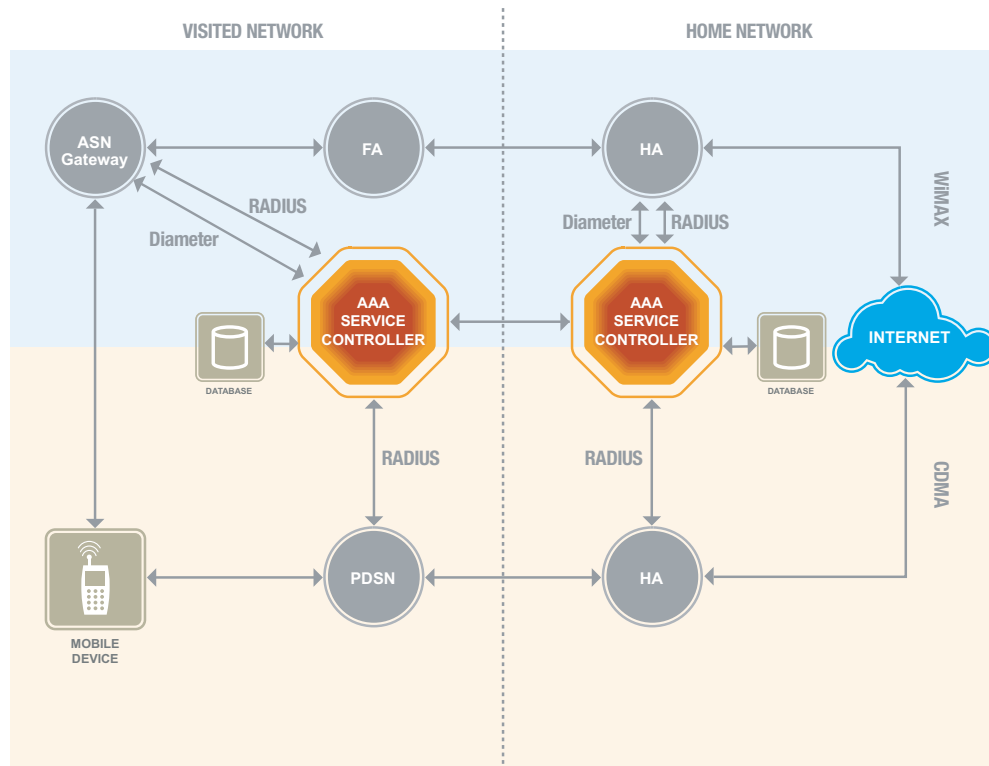 VISITED NETWORK
HOME NETWORK
ASN
Gateway
FA
HA
WiMAX
RADIUS
Diameter
Diameter
RADIUS
AAA
SERVICE
CONTROLLER
AAA
SERVICE
CONTROLLER
INTERNET
DATABASE
DATABASE
RADIUS
RADIUS
CDMA
PDSN
HA
MOBILE
DEVICE